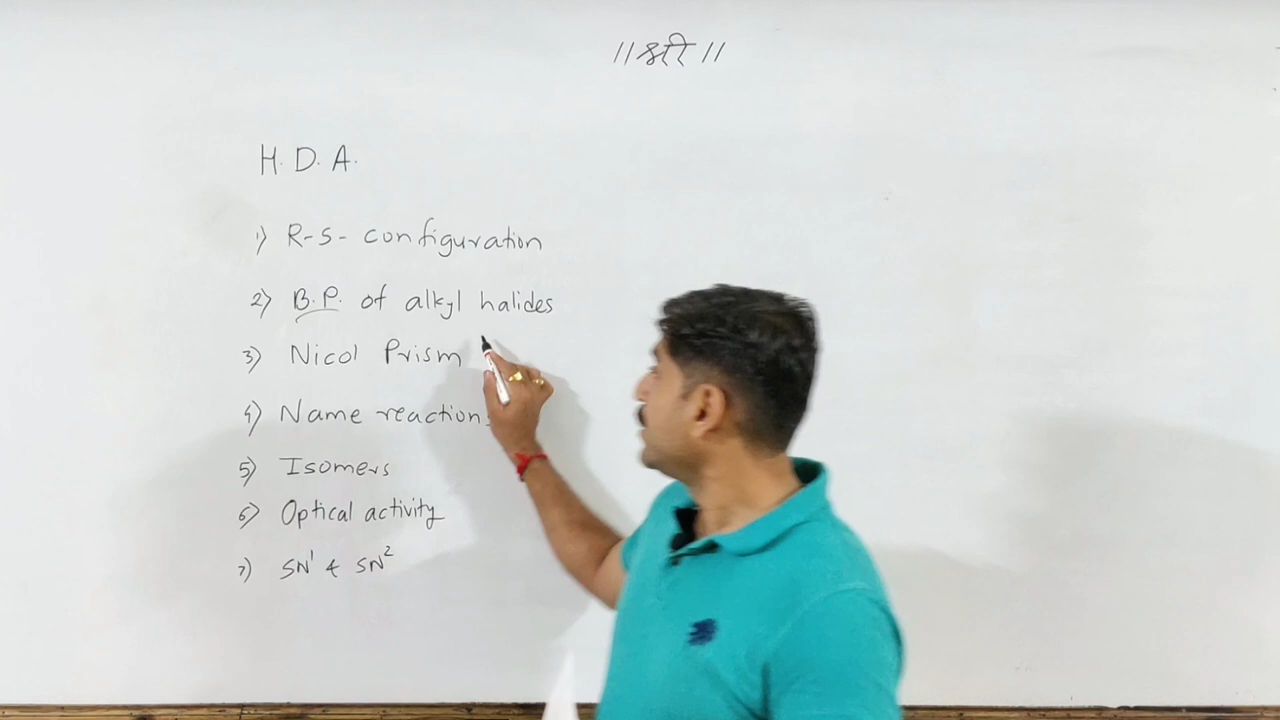 ॥ श्री ॥
H. D. A.
1) R-S- configuration
2) B.P. of alkyl halides
3) Nicol Prism
4) Name reactions
5) Isomers
6) Optical activity
7) SN¹ & SN²